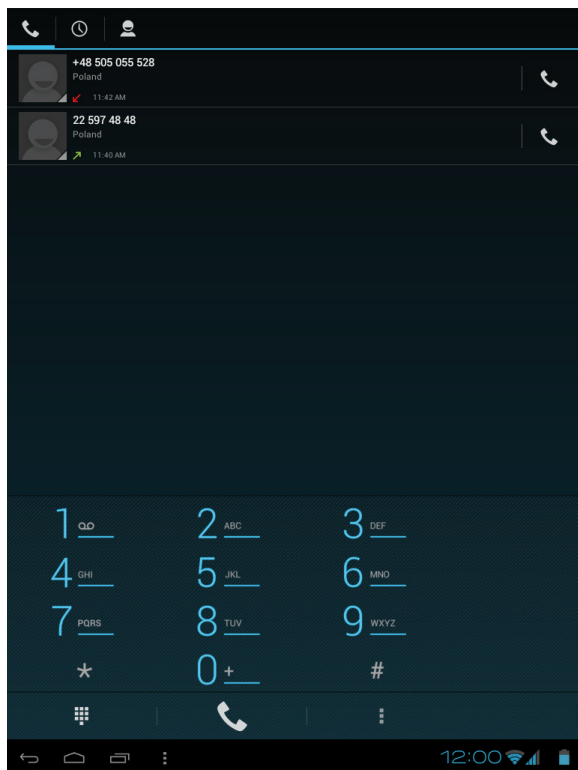 +48 505 055 528
Poland
11:42 AM
22 597 48 48
Poland
11:40 AM
1
2 ABC
3 DEF
4 GHI
5 JKL
6 MNO
7 PQRS
8 TUV
9 WXYZ
*
0 +
#
12:00